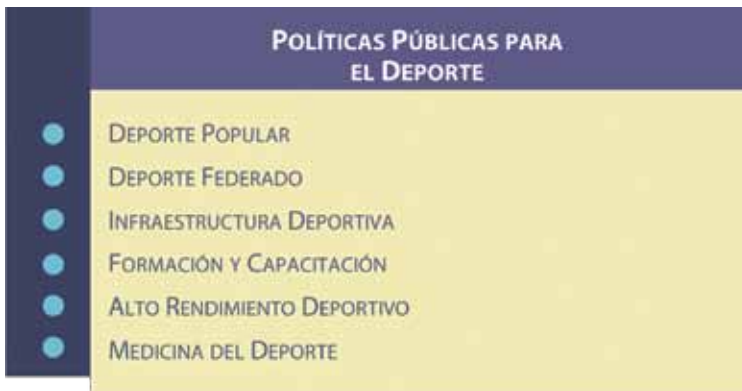 POLÍTICAS PÚBLICAS PARA
EL DEPORTE
DEPORTE POPULAR
DEPORTE FEDERADO
INFRAESTRUCTURA DEPORTIVA
FORMACIÓN Y CAPACITACIÓN
ALTO RENDIMIENTO DEPORTIVO
MEDICINA DEL DEPORTE